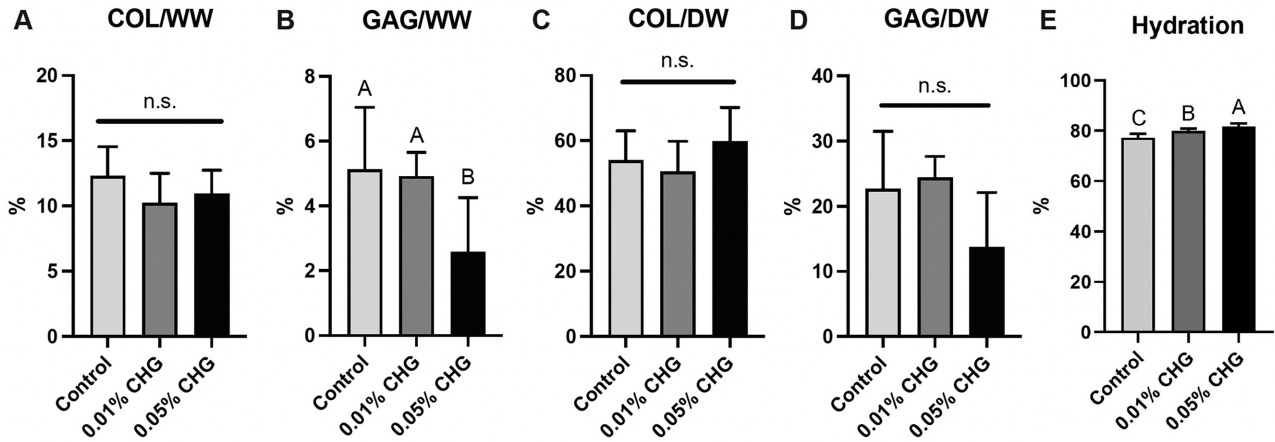 A COL/WW
%
20
15
10
5
0
n.s.
Control
0.01% CHG
0.05% CHG
B GAG/WW
%
8
6
4
2
0
A
A
B
Control
0.01% CHG
0.05% CHG
C COL/DW
%
80
60
40
20
0
n.s.
Control
0.01% CHG
0.05% CHG
D GAG/DW
%
40
30
20
10
0
n.s.
Control
0.01% CHG
0.05% CHG
E Hydration
%
100
80
60
40
20
0
C
B
A
Control
0.01% CHG
0.05% CHG